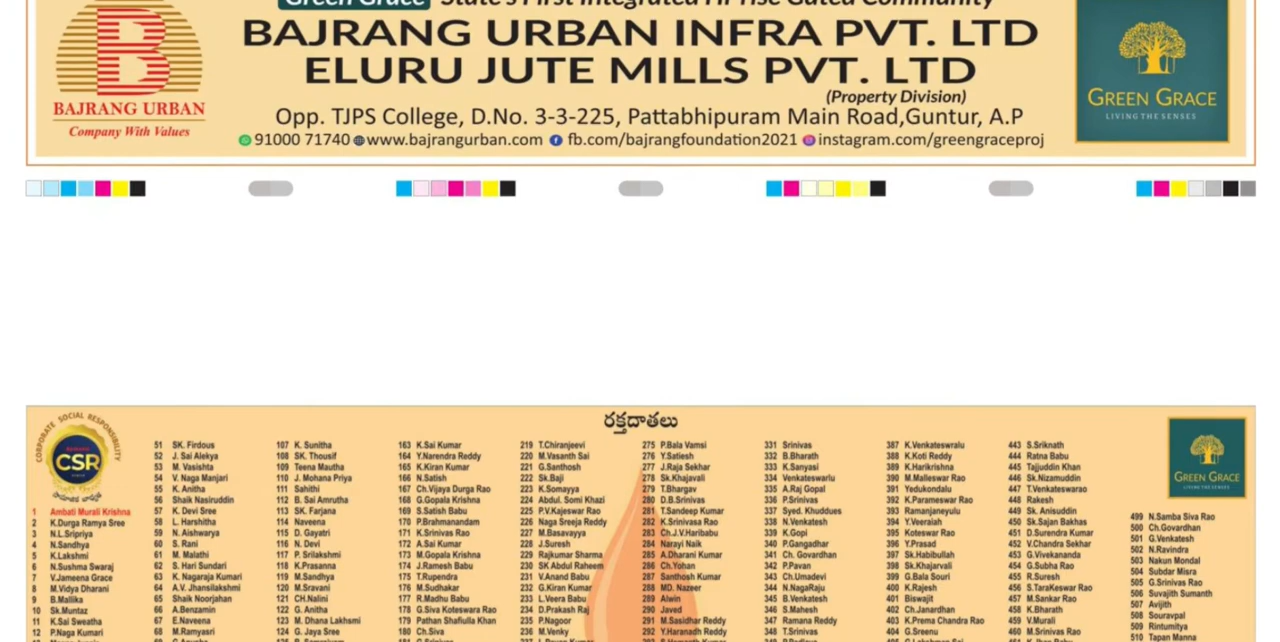 Green Grace State's First Integrated Hi-rise Gated Community
BAJRANG URBAN INFRA PVT. LTD
ELURU JUTE MILLS PVT. LTD
(Property Division)
Opp. TJPS College, D.No. 3-3-225, Pattabhipuram Main Road,Guntur, A.P
91000 71740 www.bajrangurban.com fb.com/bajrangfoundation2021 instagram.com/greengraceproj
B
BAJRANG URBAN
Company With Values
GREEN GRACE
LIVING THE SENSES
రక్తదాతలు
CORPORATE SOCIAL RESPONSIBILITY
CSR
GREEN GRACE
LIVING THE SENSES
1 Ambati Murali Krishna
2 K.Durga Ramya Sree
3 N.L.Sripriya
4 N.Sandhya
5 K.Lakshmi
6 N.Sushma Swaraj
7 V.Jameena Grace
8 M.Vidya Dharani
9 B.Mallika
10 Sk.Muntaz
11 K.Sai Sweatha
12 P.Naga Kumari
51 SK. Firdous
52 J. Sai Alekya
53 M. Vasishta
54 V. Naga Manjari
55 K. Anitha
56 Shaik Nasiruddin
57 K. Devi Sree
58 L. Harshitha
59 N. Aishwarya
60 S. Rani
61 M. Malathi
62 S. Hari Sundari
63 K. Nagaraja Kumari
64 A.V. Jhansilakshmi
65 Shaik Noorjahan
66 A.Benzamin
67 E.Naveena
68 M.Ramyasri
107 K. Sunitha
108 SK. Thousif
109 Teena Mautha
110 J. Mohana Priya
111 Sahithi
112 B. Sai Amrutha
113 SK. Farjana
114 Naveena
115 D. Gayatri
116 N. Devi
117 P. Srilakshmi
118 K.Prasanna
119 M.Sandhya
120 M.Sravani
121 CH.Nalini
122 G. Anitha
123 M. Dhana Lakhsmi
124 G. Jaya Sree
163 K.Sai Kumar
164 Y.Narendra Reddy
165 K.Kiran Kumar
166 N.Satish
167 Ch.Vijaya Durga Rao
168 G.Gopala Krishna
169 S.Satish Babu
170 P.Brahmanandam
171 K.Srinivas Rao
172 A.Sai Kumar
173 M.Gopala Krishna
174 J.Ramesh Babu
175 T.Rupendra
176 M.Sudhakar
177 R.Madhu Babu
178 G.Siva Koteswara Rao
179 Pathan Shafiulla Khan
180 Ch.Siva
219 T.Chiranjeevi
220 M.Vasanth Sai
221 G.Santhosh
222 Sk.Baji
223 K.Somayya
224 Abdul. Somi Khazi
225 P.V.Kajeswar Rao
226 Naga Sreeja Reddy
227 M.Basavayya
228 J.Suresh
229 Rajkumar Sharma
230 SK.Abdul Raheem
231 V.Anand Babu
232 G.Kiran Kumar
233 L.Veera Babu
234 D.Prakash Raj
235 P.Nagoor
236 M.Venky
275 P.Bala Vamsi
276 Y.Satiesh
277 J.Raja Sekhar
278 Sk.Khajavali
279 T.Bhargav
280 D.B.Srinivas
281 T.Sandeep Kumar
282 K.Srinivasa Rao
283 Ch.J.V.Haribabu
284 Narayi Naik
285 A.Dharani Kumar
286 Ch.Yohan
287 Santhosh Kumar
288 MD. Nazeer
289 Alwin
290 Javed
291 M.Sasidhar Reddy
292 Y.Haranadh Reddy
331 Srinivas
332 B.Bharath
333 K.Sanyasi
334 Venkateswarlu
335 A.Raj Gopal
336 P.Srinivas
337 Syed. Khuddues
338 N.Venkatesh
339 K.Gopi
340 P.Gangadhar
341 Ch. Govardhan
342 P.Pavan
343 Ch.Umadevi
344 N.NagaRaju
345 B.Venkatesh
346 S.Mahesh
347 Ramana Reddy
348 T.Srinivas
387 K.Venkateswralu
388 K.Koti Reddy
389 K.Harikrishna
390 M.Malleswar Rao
391 Yedukondalu
392 K.Parameswar Rao
393 Ramanjaneyulu
394 Y.Veeraiah
395 Koteswar Rao
396 Y.Prasad
397 Sk.Habibullah
398 Sk.Khajarvali
399 G.Bala Souri
400 K.Rajesh
401 Biswajit
402 Ch.Janardhan
403 K.Prema Chandra Rao
404 G.Sreenu
443 S.Sriknath
444 Ratna Babu
445 Tajjuddin Khan
446 Sk.Nizamuddin
447 T.Venkateswarao
448 Rakesh
449 Sk. Anisuddin
450 Sk.Sajan Bakhas
451 D.Surendra Kumar
452 V.Chandra Sekhar
453 G.Vivekananda
454 G.Subha Rao
455 R.Suresh
456 S.TaraKeswar Rao
457 M.Sankar Rao
458 K.Bharath
459 V.Murali
460 M.Srinivas Rao
499 N.Samba Siva Rao
500 Ch.Govardhan
501 G.Venkatesh
502 N.Ravindra
503 Nakun Mondal
504 Subdar Misra
505 G.Srinivas Rao
506 Suvajith Sumanth
507 Avijith
508 Souravpal
509 Rintumitya
510 Tapan Manna